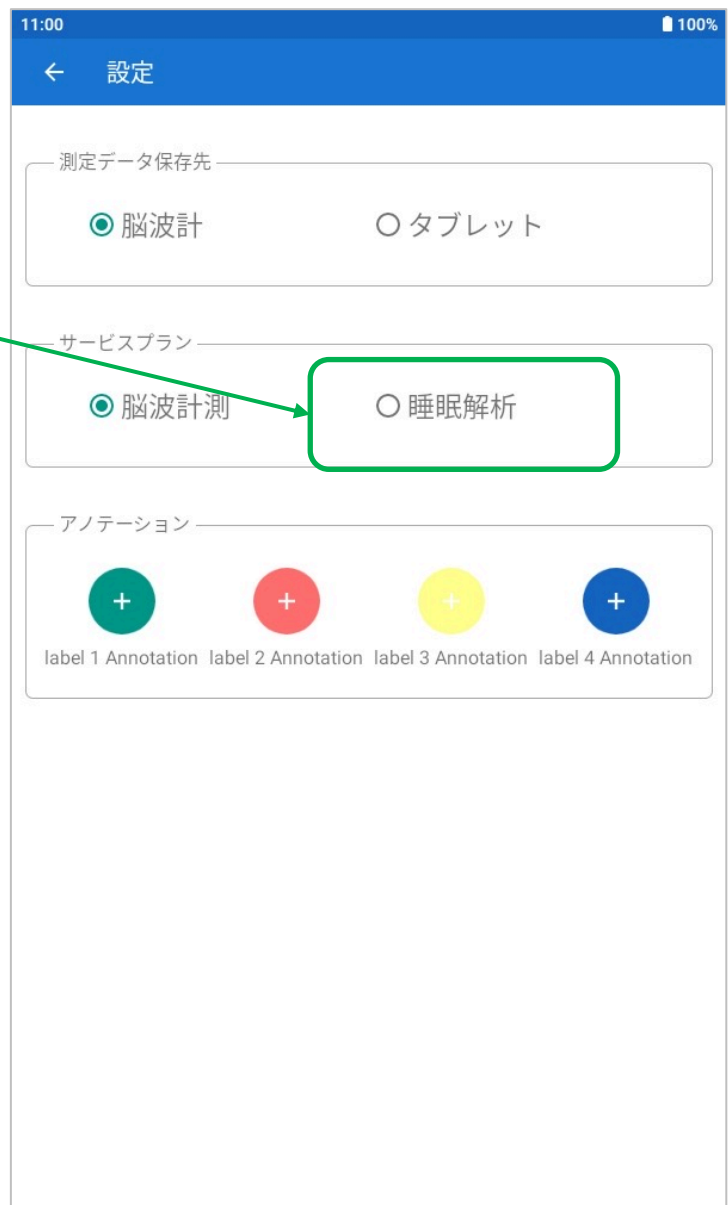 11:00 100%
← 設定
測定データ保存先
脳波計 タブレット
サービスプラン
脳波計測 睡眠解析
アノテーション
+ + + +
label 1 Annotation label 2 Annotation label 3 Annotation label 4 Annotation